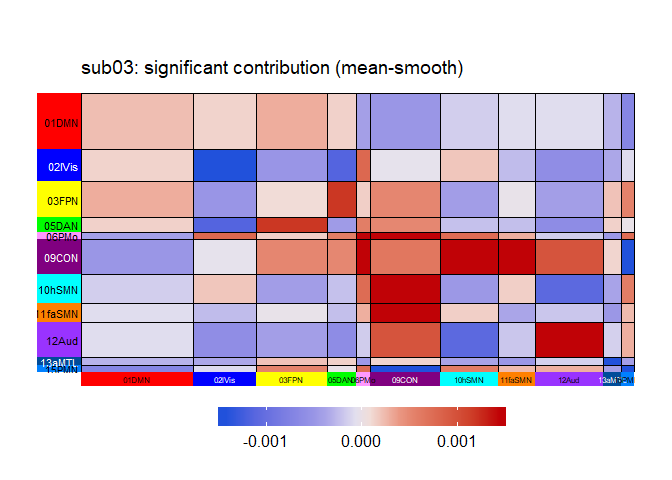 sub03: significant contribution (mean-smooth)
01DMN
02lVis
03FPN
05DAN
06PMo
09CON
10hSMN
11faSMN
12Aud
13aMTL
15PMN
01DMN 02lVis 03FPN 05DAN 06PMo 09CON 10hSMN 11faSMN 12Aud 13aMTL
-0.001 0.000 0.001